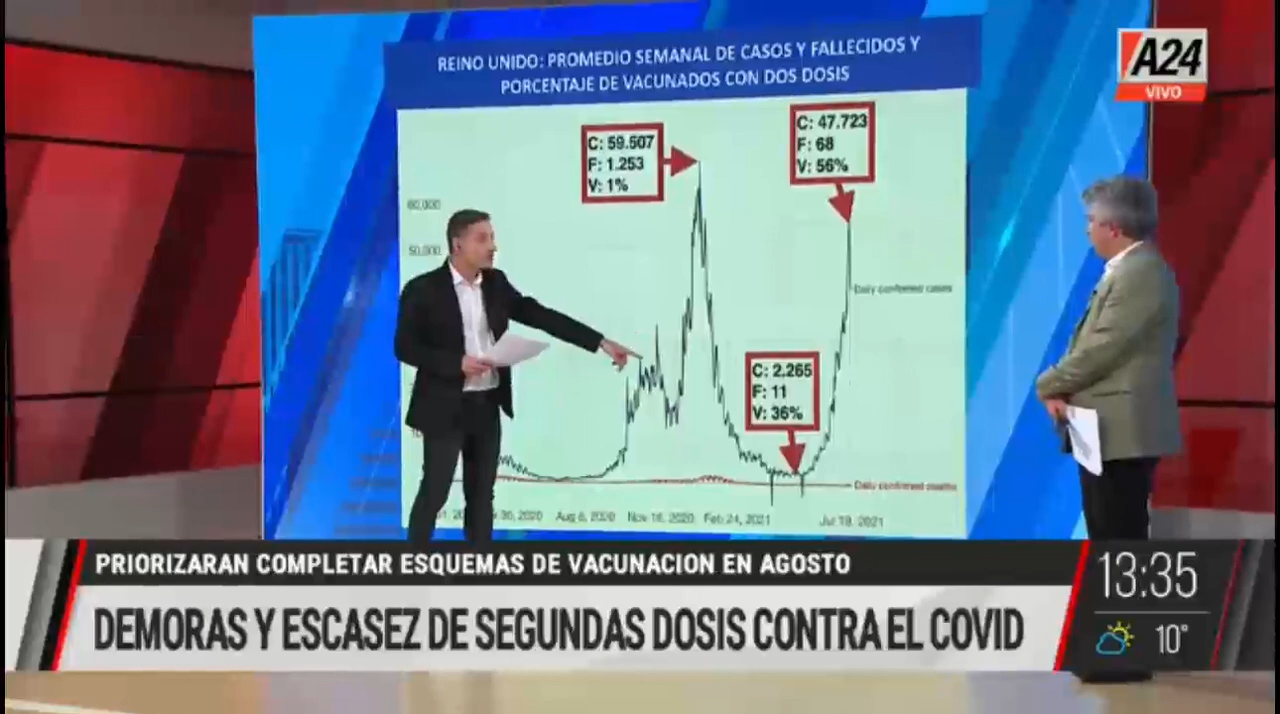 REINO UNIDO: PROMEDIO SEMANAL DE CASOS Y FALLECIDOS Y
PORCENTAJE DE VACUNADOS CON DOS DOSIS
A24
VIVO
C: 59.507
F: 1.253
V: 1%
C: 47.723
F: 68
V: 56%
60,000
50,000
Daily confirmed cases
C: 2.265
F: 11
V: 36%
Daily confirmed deaths
30, 2020 Aug 6, 2020 Nov 16, 2020 Feb 24, 2021 Jul 19, 2021
PRIORIZARAN COMPLETAR ESQUEMAS DE VACUNACION EN AGOSTO
DEMORAS Y ESCASEZ DE SEGUNDAS DOSIS CONTRA EL COVID
13:35
10°